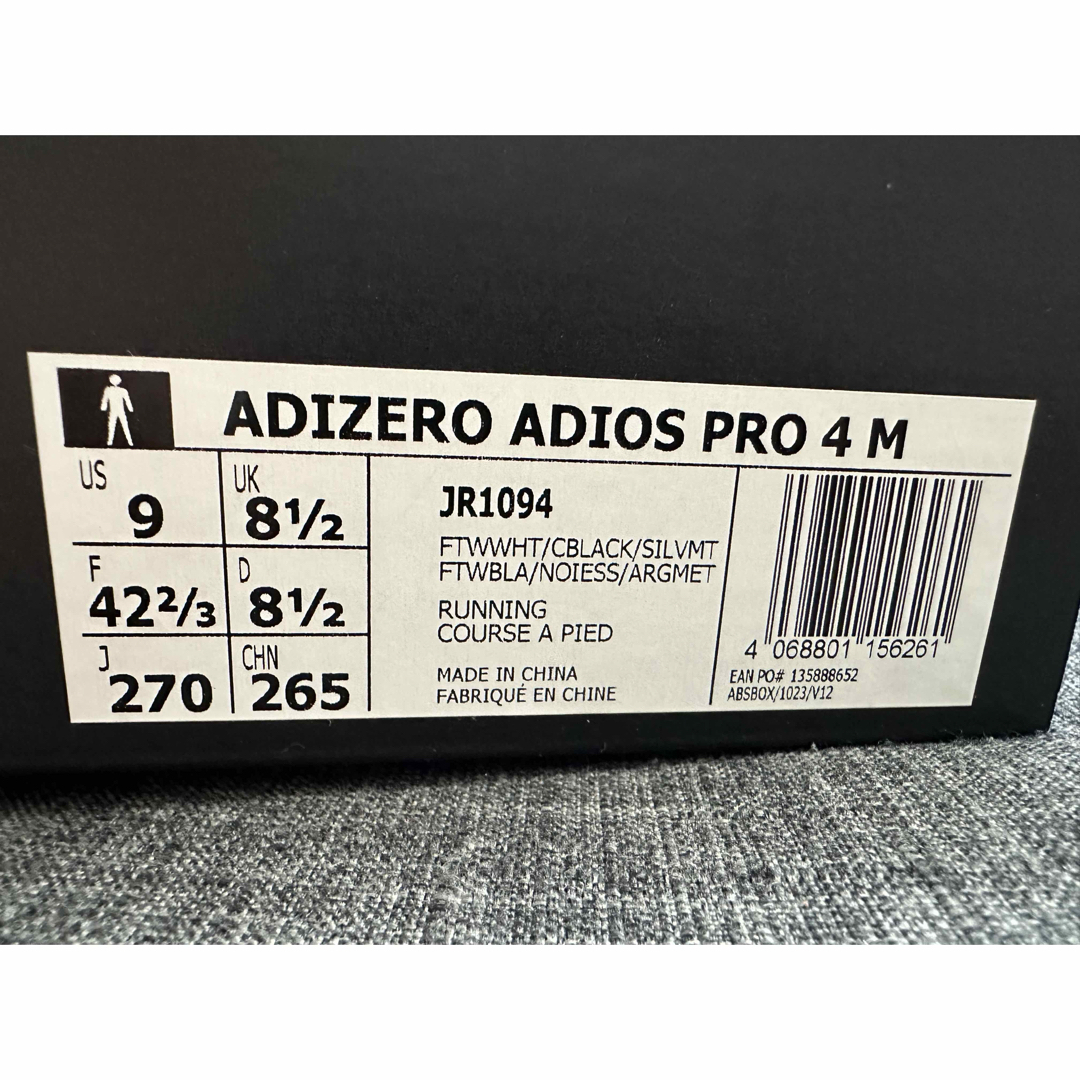 ADIZERO ADIOS PRO 4 M
US
9
UK
8½
F
42⅔
D
8½
J
270
CHN
265
JR1094
FTWWHT/CBLACK/SILVMT
FTWBLA/NOIESS/ARGMET
RUNNING
COURSE A PIED
MADE IN CHINA
FABRIQUÉ EN CHINE
4 068801 156261
EAN PO# 135888652
ABSBOX/1023/V12